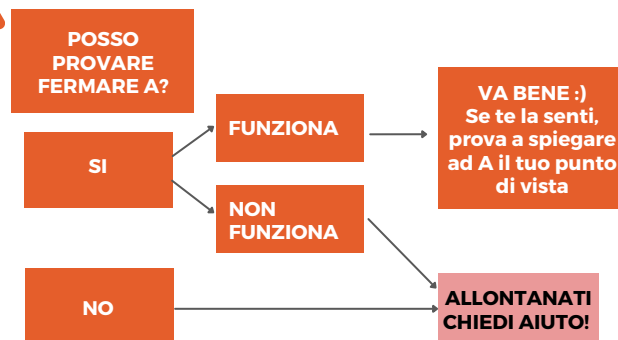 POSSO
PROVARE
FERMARE A?
SI
FUNZIONA
VA BENE :)
Se te la senti,
prova a spiegare
ad A il tuo punto
di vista
NON
FUNZIONA
NO
ALLONTANATI
CHIEDI AIUTO!